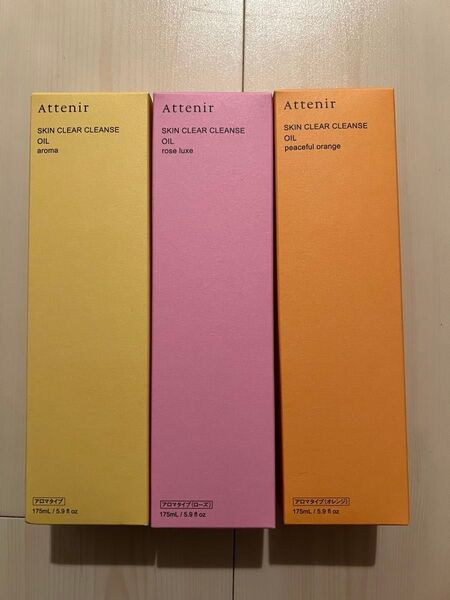 Attenir
SKIN CLEAR CLEANSE
OIL
aroma
アロマタイプ
175mL / 5.9 fl oz
Attenir
SKIN CLEAR CLEANSE
OIL
rose luxe
アロマタイプ(ローズ)
175mL / 5.9 fl oz
Attenir
SKIN CLEAR CLEANSE
OIL
peaceful orange
アロマタイプ(オレンジ)
175mL / 5.9 fl oz